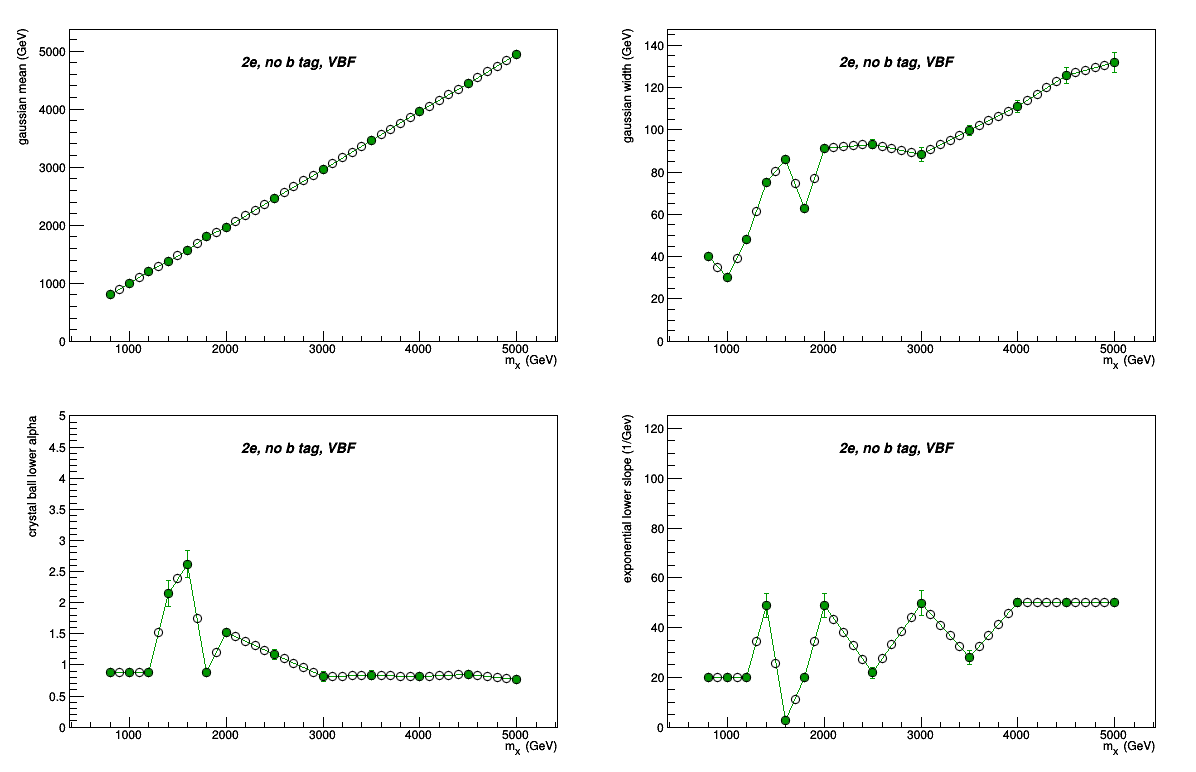 gaussian mean (GeV)
5000
4000
3000
2000
1000
0
2e, no b tag, VBF
1000 2000 3000 4000 5000
mx (GeV)
gaussian width (GeV)
140
120
100
80
60
40
20
0
2e, no b tag, VBF
1000 2000 3000 4000 5000
mx (GeV)
crystal ball lower alpha
5
4.5
4
3.5
3
2.5
2
1.5
1
0.5
0
2e, no b tag, VBF
1000 2000 3000 4000 5000
mx (GeV)
exponential lower slope (1/Gev)
120
100
80
60
40
20
0
2e, no b tag, VBF
1000 2000 3000 4000 5000
mx (GeV)